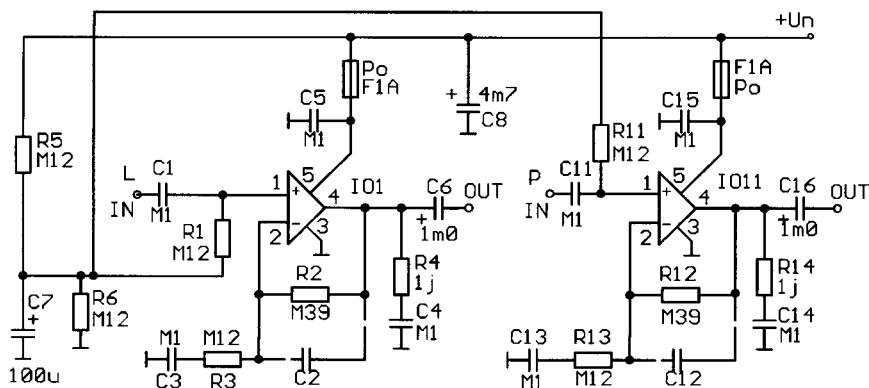 +Un
Po
F1A
C5
M1
+
4m7
C8
F1A
Po
C15
M1
R5
M12
R11
M12
L
C1
IN
M1
R1
M12
1
+
5
4
IO1
2
-
3
C6
OUT
+
1m0
P
C11
IN
M1
1
+
5
4
IO11
2
-
3
C16
OUT
+
1m0
R2
M39
R4
1j
C4
M1
R12
M39
R14
1j
C14
M1
C7
+
100u
R6
M12
M1
C3
M12
R3
C2
C13
M1
R13
M12
C12